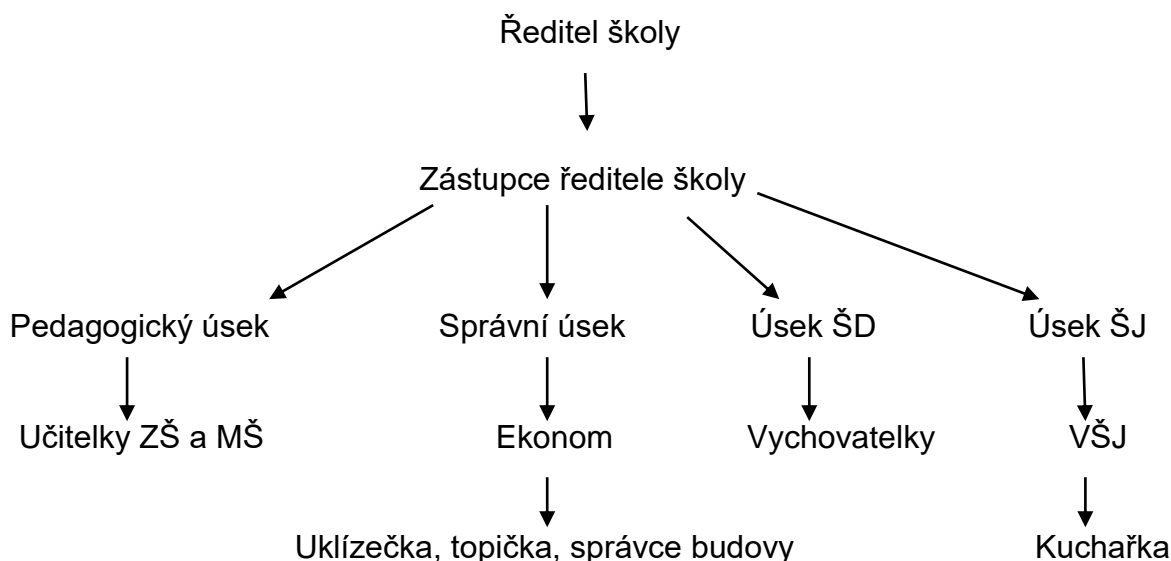 Ředitel školy
Zástupce ředitele školy
Pedagogický úsek Správní úsek Úsek ŠD Úsek ŠJ
Učitelky ZŠ a MŠ Ekonom Vychovatelky VŠJ
Uklízečka, topička, správce budovy Kuchařka